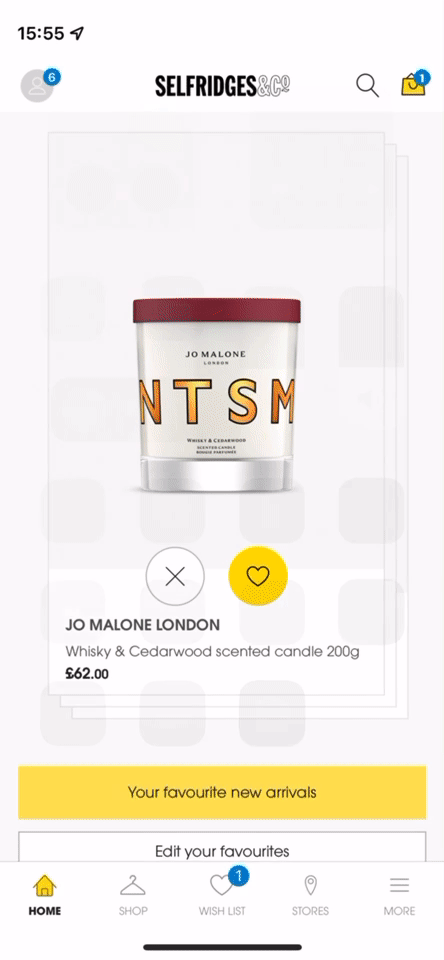 15:55
6
SELFRIDGES&Cº
1
JO MALONE
LONDON
NTSM
WHISKY & CEDARWOOD
SCENTED CANDLE
BOUGIE PARFUMÉE
JO MALONE LONDON
Whisky & Cedarwood scented candle 200g
£62.00
Your favourite new arrivals
Edit your favourites
1
HOME
SHOP
WISH LIST
STORES
MORE